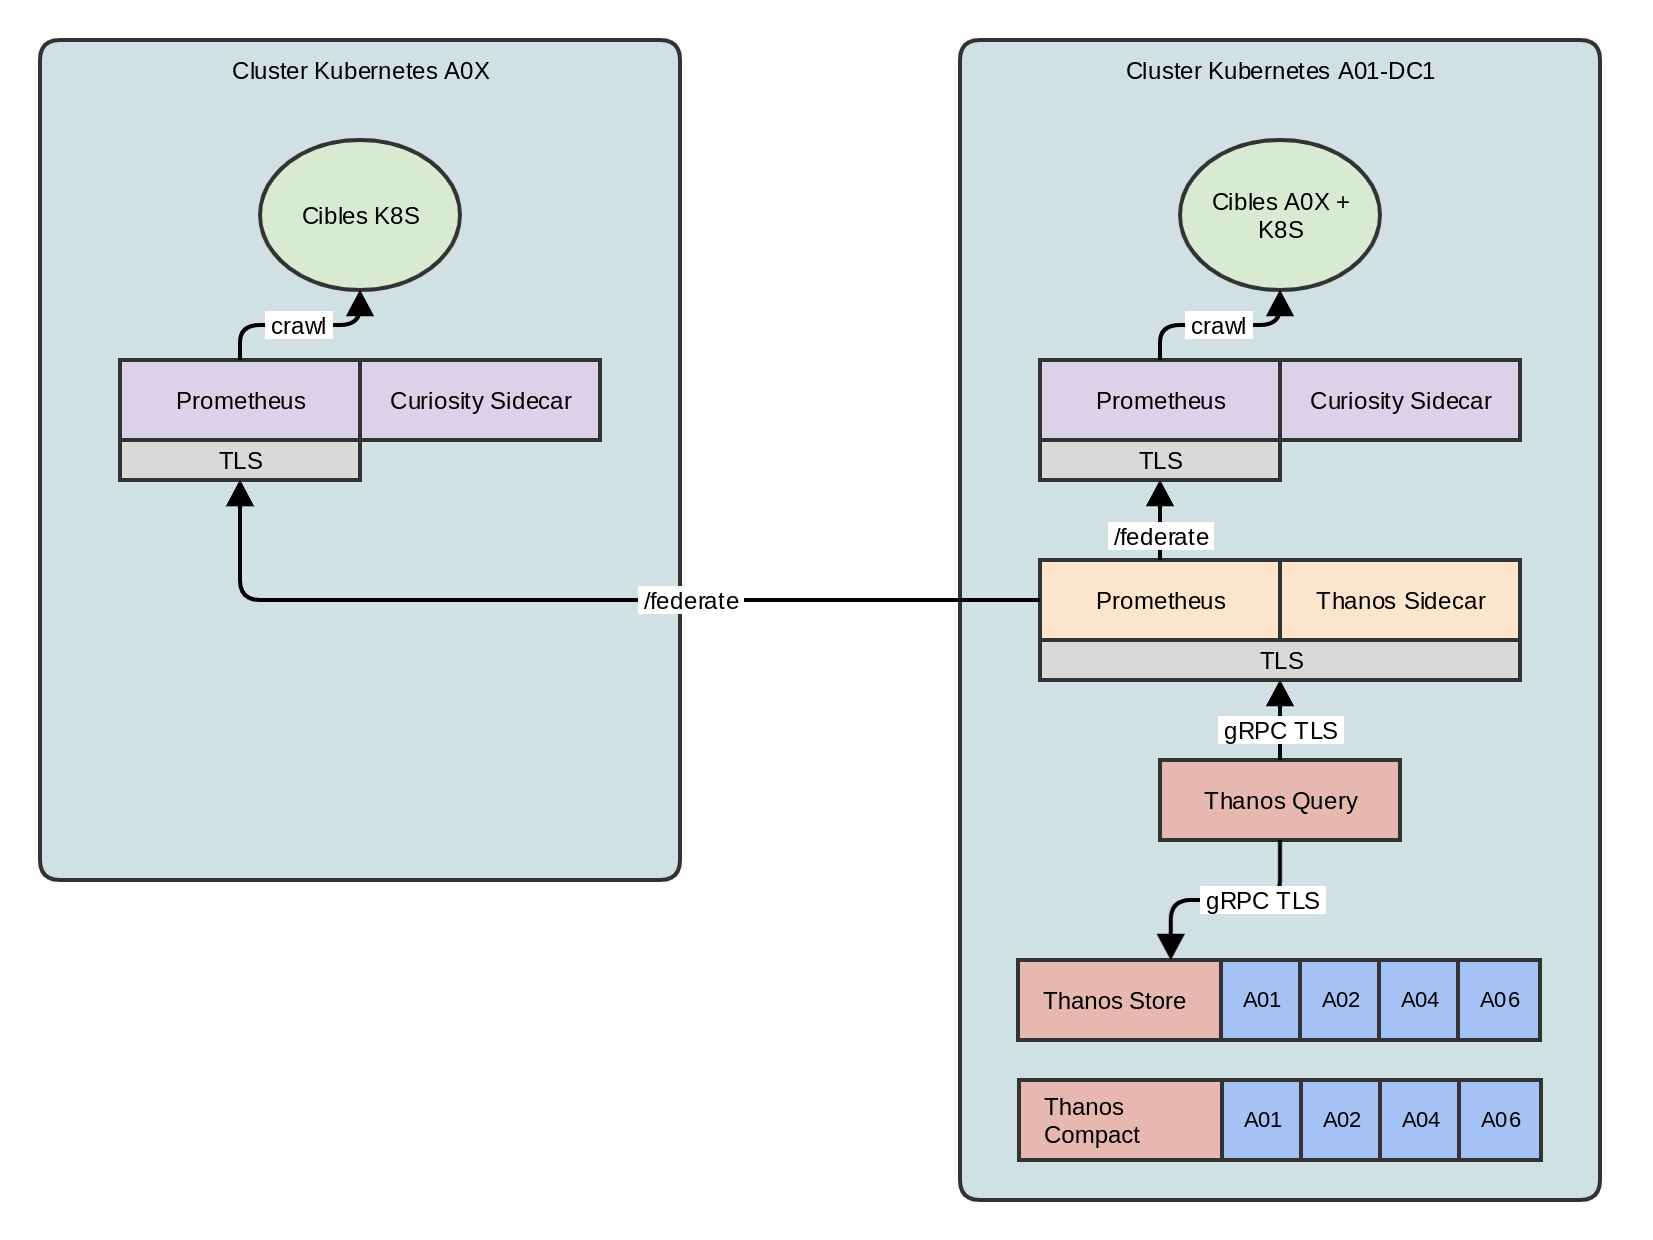 Cluster Kubernetes A0X
Cibles K8S
crawl
Prometheus
Curiosity Sidecar
TLS
/federate
Cluster Kubernetes A01-DC1
Cibles A0X +
K8S
crawl
Prometheus
Curiosity Sidecar
TLS
/federate
Prometheus
Thanos Sidecar
TLS
gRPC TLS
Thanos Query
gRPC TLS
Thanos Store
A01
A02
A04
A06
Thanos
Compact
A01
A02
A04
A06